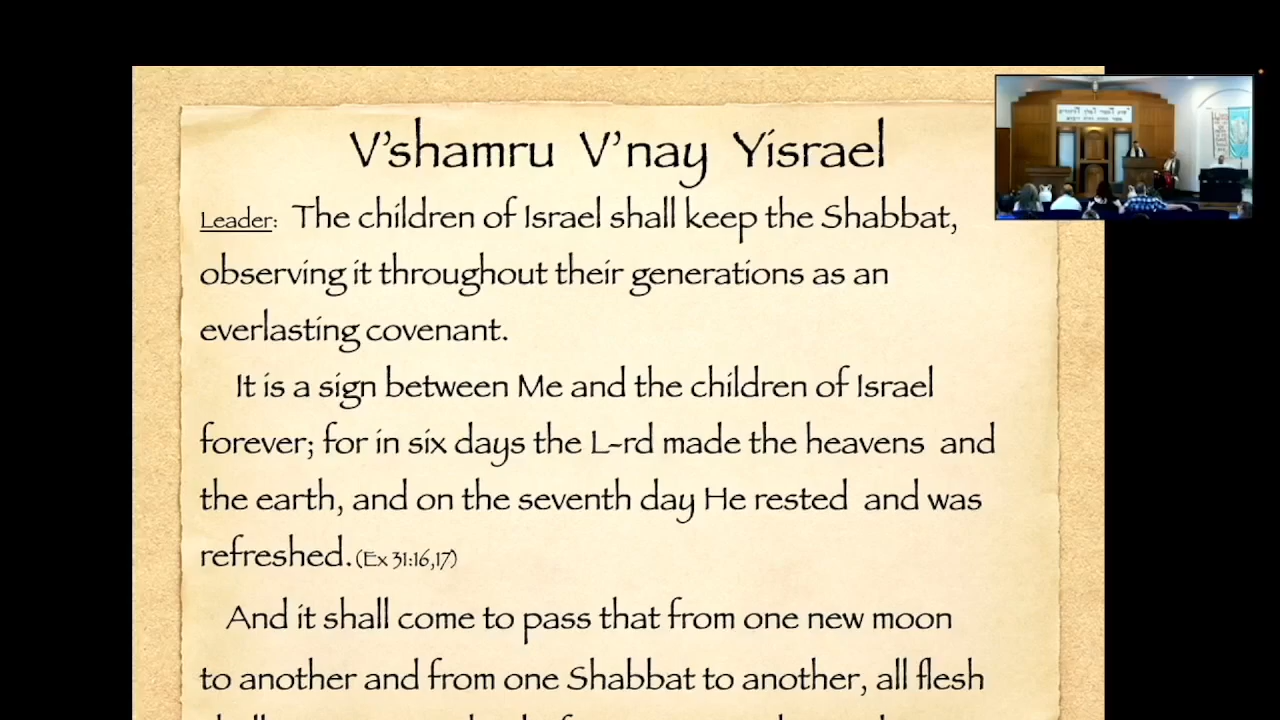 V'shamru V'nay Yisrael
Leader: The children of Israel shall keep the Shabbat,
observing it throughout their generations as an
everlasting covenant.
It is a sign between Me and the children of Israel
forever; for in six days the L-rd made the heavens and
the earth, and on the seventh day He rested and was
refreshed. (Ex 31:16,17)
And it shall come to pass that from one new moon
to another and from one Shabbat to another, all flesh